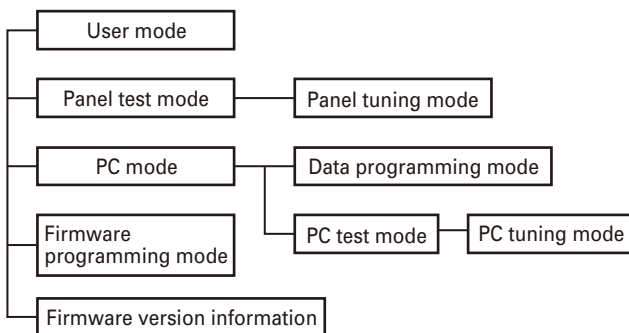 User mode
Panel test mode
Panel tuning mode
PC mode
Data programming mode
PC test mode
PC tuning mode
Firmware
programming mode
Firmware version information